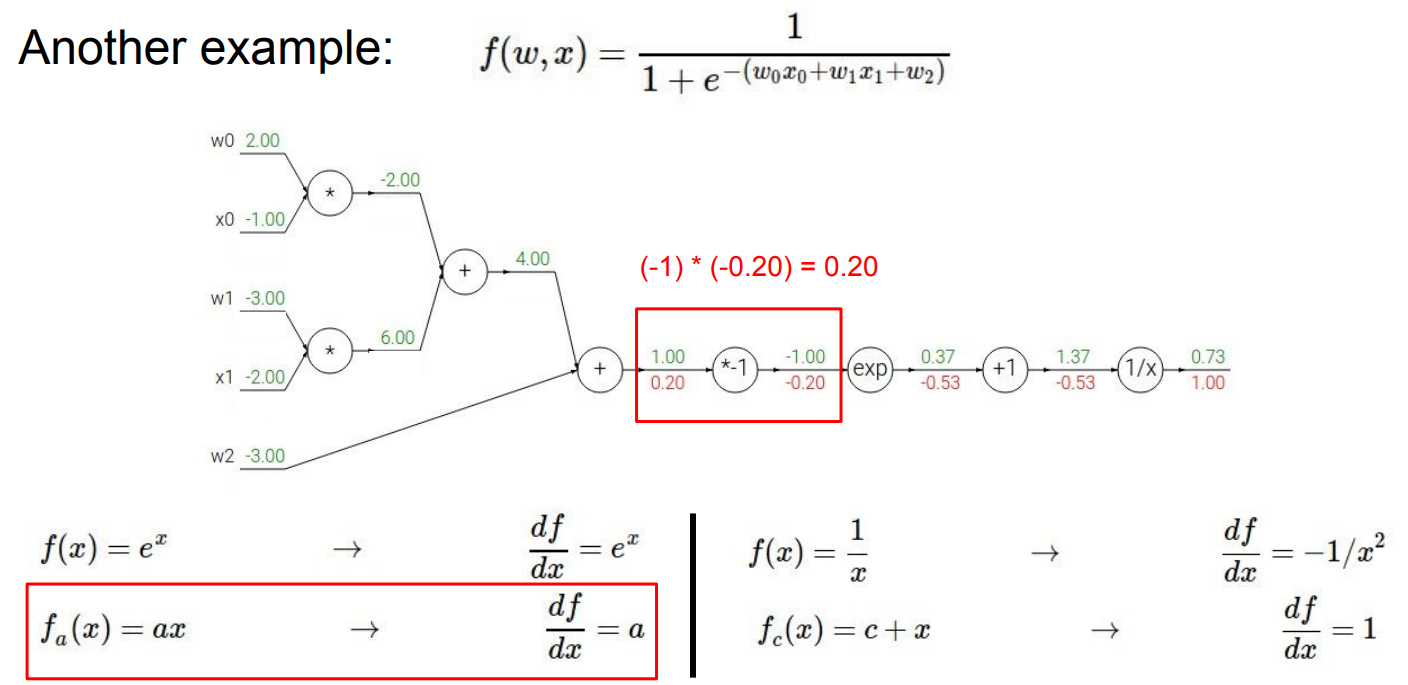 Another example: f(w, x) = 1 / (1 + e^{-(w_0x_0+w_1x_1+w_2)})
w0 2.00
*
-2.00
x0 -1.00
+
4.00
(-1) * (-0.20) = 0.20
w1 -3.00
*
6.00
x1 -2.00
+
1.00
0.20
*-1
-1.00
-0.20
exp
0.37
-0.53
+1
1.37
-0.53
1/x
0.73
1.00
w2 -3.00
f(x) = e^x → df/dx = e^x
f_a(x) = ax → df/dx = a
f(x) = 1/x → df/dx = -1/x^2
f_c(x) = c + x → df/dx = 1